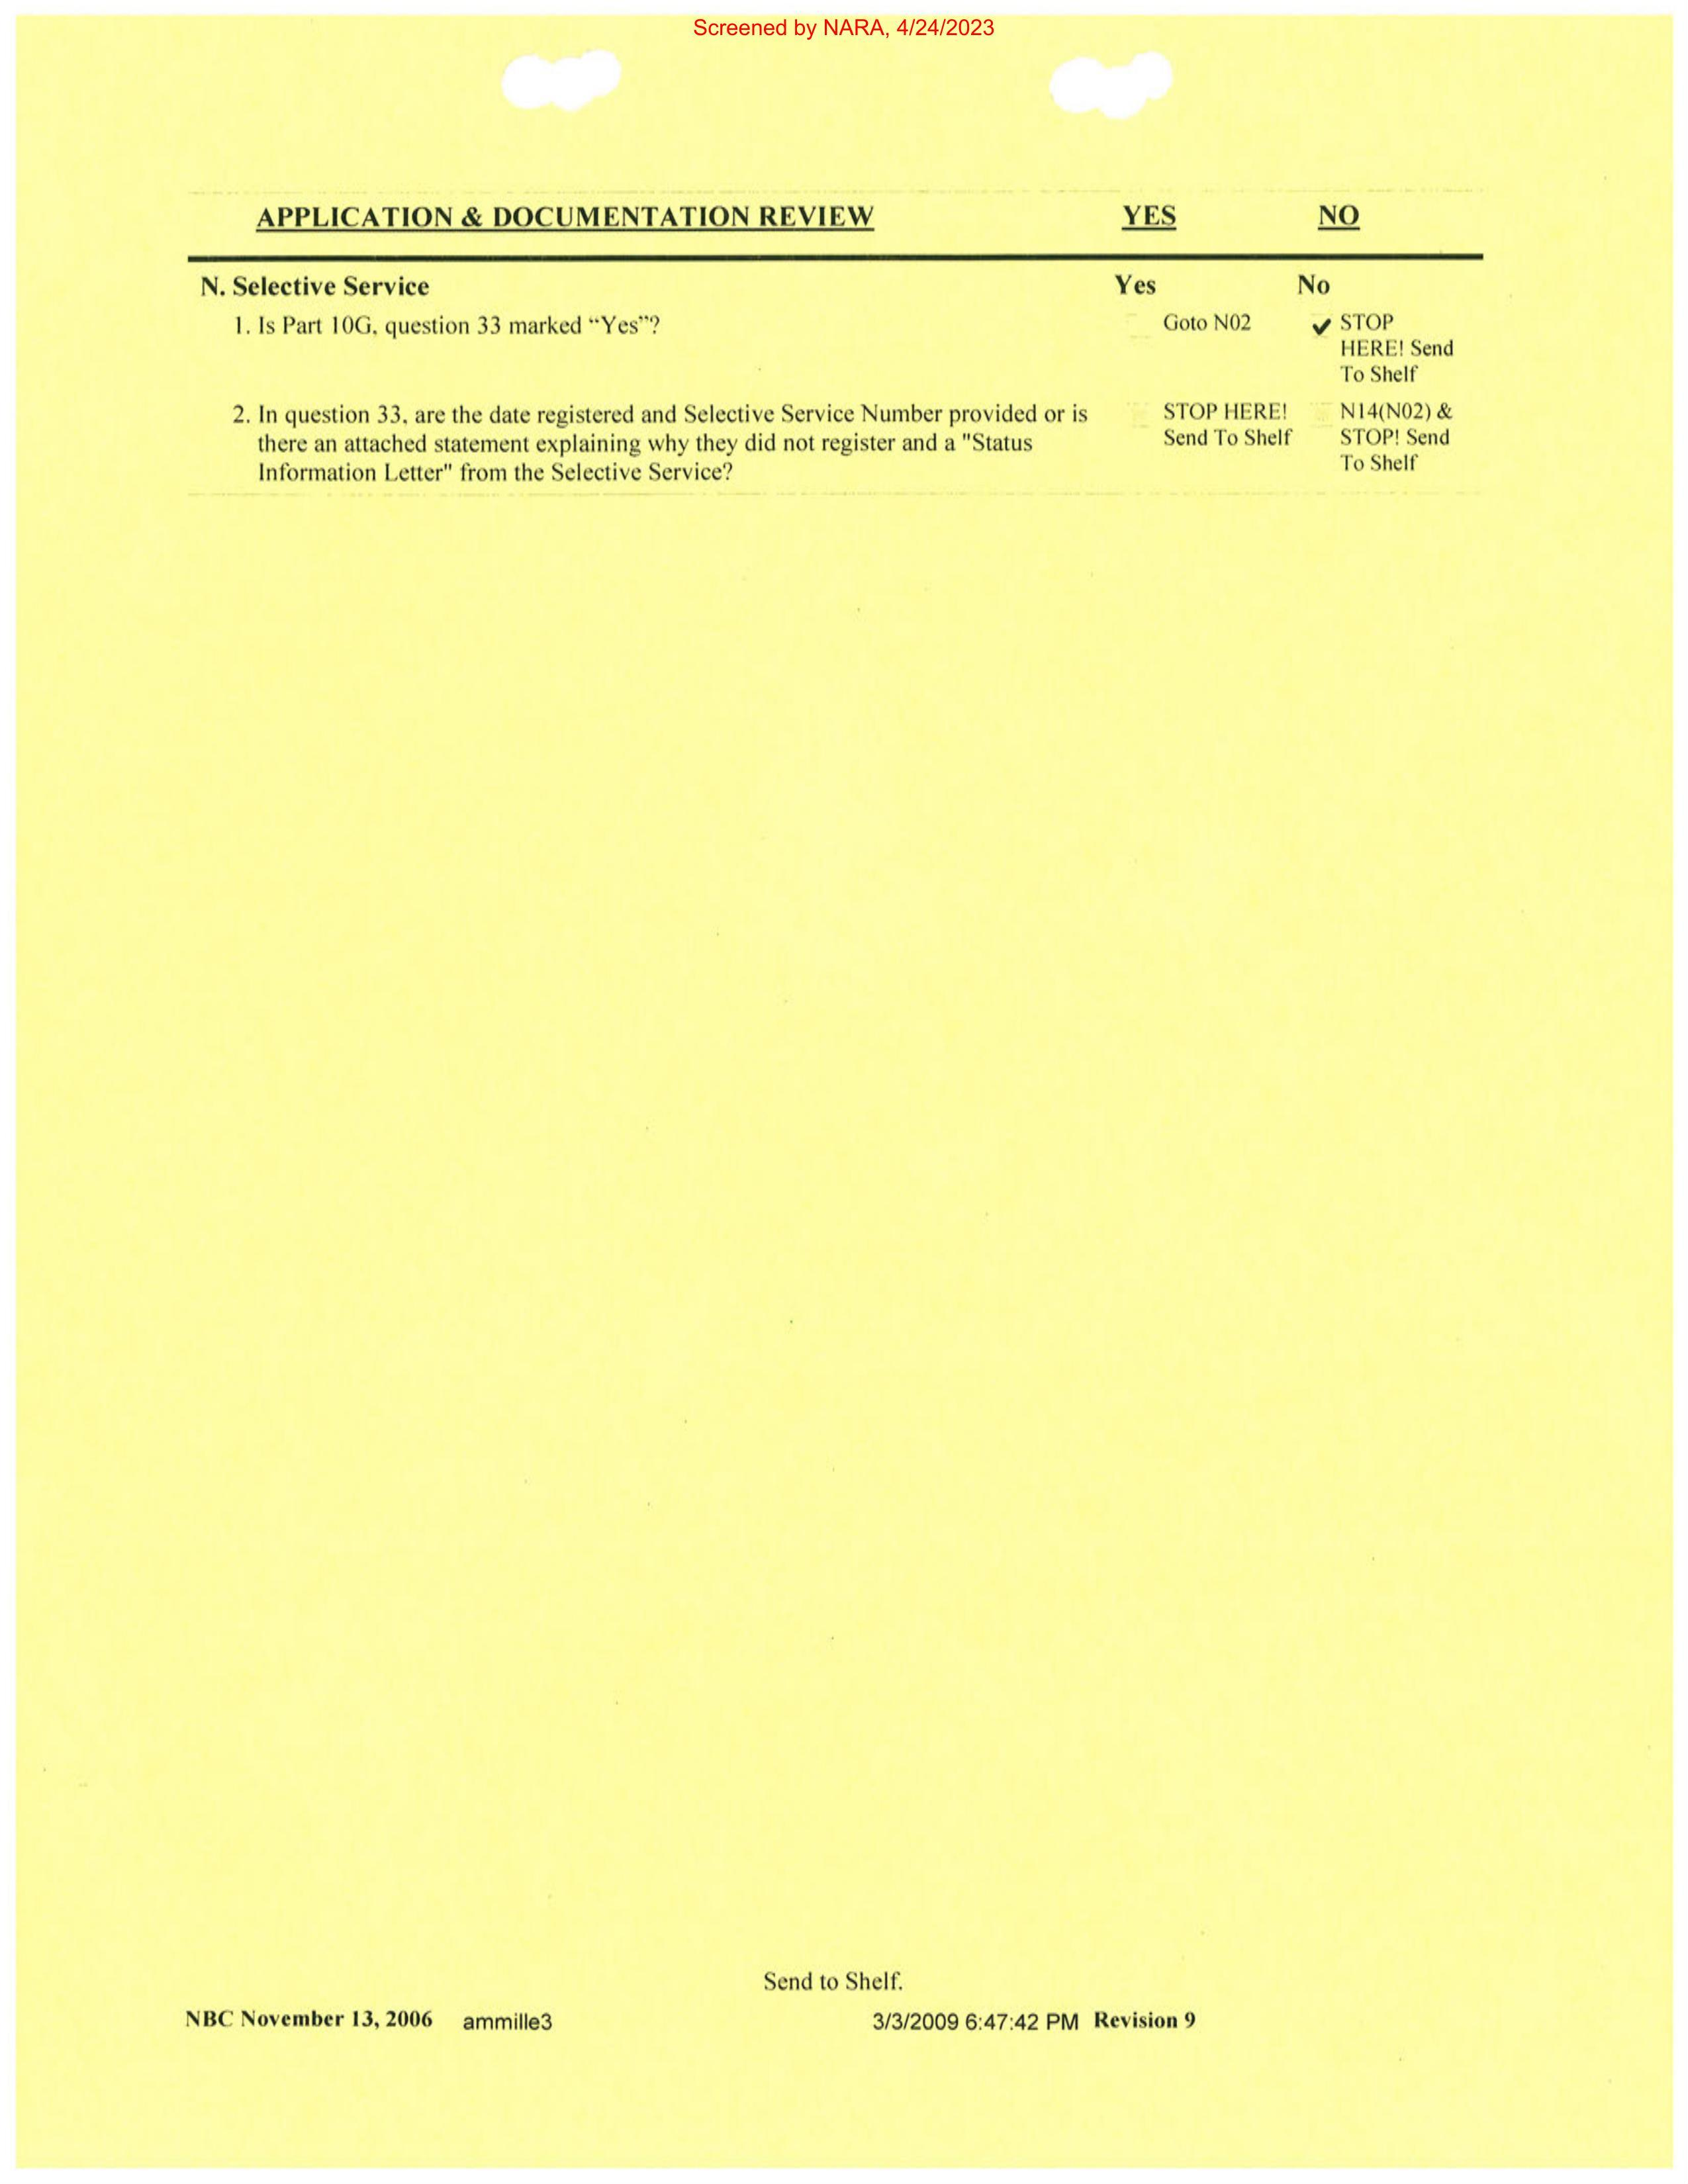 Screened by NARA, 4/24/2023
APPLICATION & DOCUMENTATION REVIEW YES NO
N. Selective Service Yes No
1. Is Part 10G, question 33 marked “Yes”? Goto N02 ✓ STOP
HERE! Send
To Shelf
2. In question 33, are the date registered and Selective Service Number provided or is STOP HERE! N14(N02) &
there an attached statement explaining why they did not register and a "Status Send To Shelf STOP! Send
Information Letter" from the Selective Service? To Shelf
Send to Shelf.
NBC November 13, 2006 ammille3 3/3/2009 6:47:42 PM Revision 9